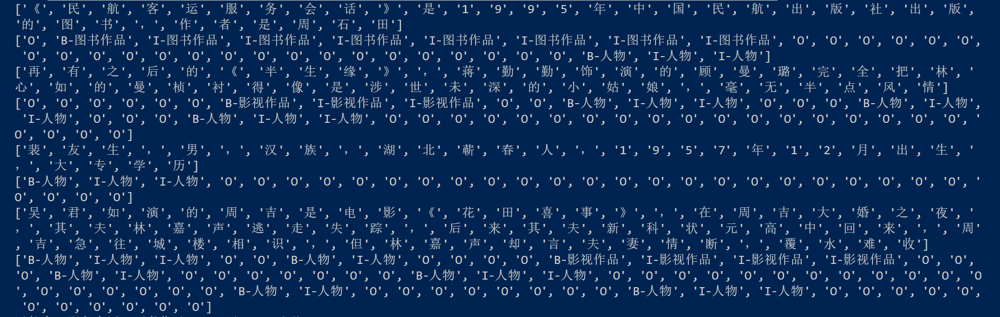 ['《', '民', '航', '客', '运', '服', '务', '会', '话', '》', '是', '1', '9', '9', '5', '年', '中', '国', '民', '航', '出', '版', '社', '出', '版',
'的', '图', '书', '，', '作', '者', '是', '周', '石', '田']
['O', 'B-图书作品', 'I-图书作品', 'I-图书作品', 'I-图书作品', 'I-图书作品', 'I-图书作品', 'I-图书作品', 'I-图书作品', 'O', 'O', 'O', 'O', 'O', 'O',
'O', 'O', 'O', 'O', 'O', 'O', 'O', 'O', 'O', 'O', 'O', 'O', 'O', 'O', 'O', 'O', 'O', 'B-人物', 'I-人物', 'I-人物']
['再', '有', '之', '后', '的', '《', '半', '生', '缘', '》', '，', '蒋', '勤', '勤', '饰', '演', '的', '顾', '曼', '璐', '完', '全', '把', '林', '
心', '如', '的', '曼', '桢', '衬', '得', '像', '是', '涉', '世', '未', '深', '的', '小', '姑', '娘', '，', '毫', '无', '半', '点', '风', '情']
['O', 'O', 'O', 'O', 'O', 'O', 'B-影视作品', 'I-影视作品', 'I-影视作品', 'O', 'O', 'B-人物', 'I-人物', 'I-人物', 'O', 'O', 'O', 'B-人物', 'I-人物',
'I-人物', 'O', 'O', 'O', 'B-人物', 'I-人物', 'I-人物', 'O', 'O', 'O', 'O', 'O', 'O', 'O', 'O', 'O', 'O', 'O', 'O', 'O', 'O', 'O', 'O', 'O', '
O', 'O', 'O', 'O']
['裴', '友', '生', '，', '男', '，', '汉', '族', '，', '湖', '北', '蕲', '春', '人', '，', '1', '9', '5', '7', '年', '1', '2', '月', '出', '生', '
，', '大', '专', '学', '历']
['B-人物', 'I-人物', 'I-人物', 'O', 'O', 'O', 'O', 'O', 'O', 'O', 'O', 'O', 'O', 'O', 'O', 'O', 'O', 'O', 'O', 'O', 'O', 'O', 'O', 'O', 'O', 'O', '
O', 'O', 'O', 'O']
['吴', '君', '如', '演', '的', '周', '吉', '是', '电', '影', '《', '花', '田', '喜', '事', '》', '，', '在', '周', '吉', '大', '婚', '之', '夜', '
，', '其', '夫', '林', '嘉', '声', '逃', '走', '失', '踪', '，', '后', '来', '其', '夫', '新', '科', '状', '元', '高', '中', '回', '来', '，', '周'
, '吉', '急', '往', '城', '楼', '相', '识', '，', '但', '林', '嘉', '声', '却', '言', '夫', '妻', '情', '断', '，', '覆', '水', '难', '收']
['B-人物', 'I-人物', 'I-人物', 'O', 'O', 'B-人物', 'I-人物', 'O', 'O', 'O', 'O', 'B-影视作品', 'I-影视作品', 'I-影视作品', 'I-影视作品', 'O', 'O',
'O', 'B-人物', 'I-人物', 'O', 'O', 'O', 'O', 'O', 'O', 'O', 'B-人物', 'I-人物', 'I-人物', 'O', 'O', 'O', 'O', 'O', 'O', 'O', 'O', 'O', 'O', 'O', 'O
', 'O', 'O', 'O', 'O', 'O', 'O', 'B-人物', 'I-人物', 'O', 'O', 'O', 'O', 'O', 'O', 'O', 'O', 'B-人物', 'I-人物', 'I-人物', 'O', 'O', 'O', 'O', 'O',
'O', 'O', 'O', 'O', 'O', 'O']